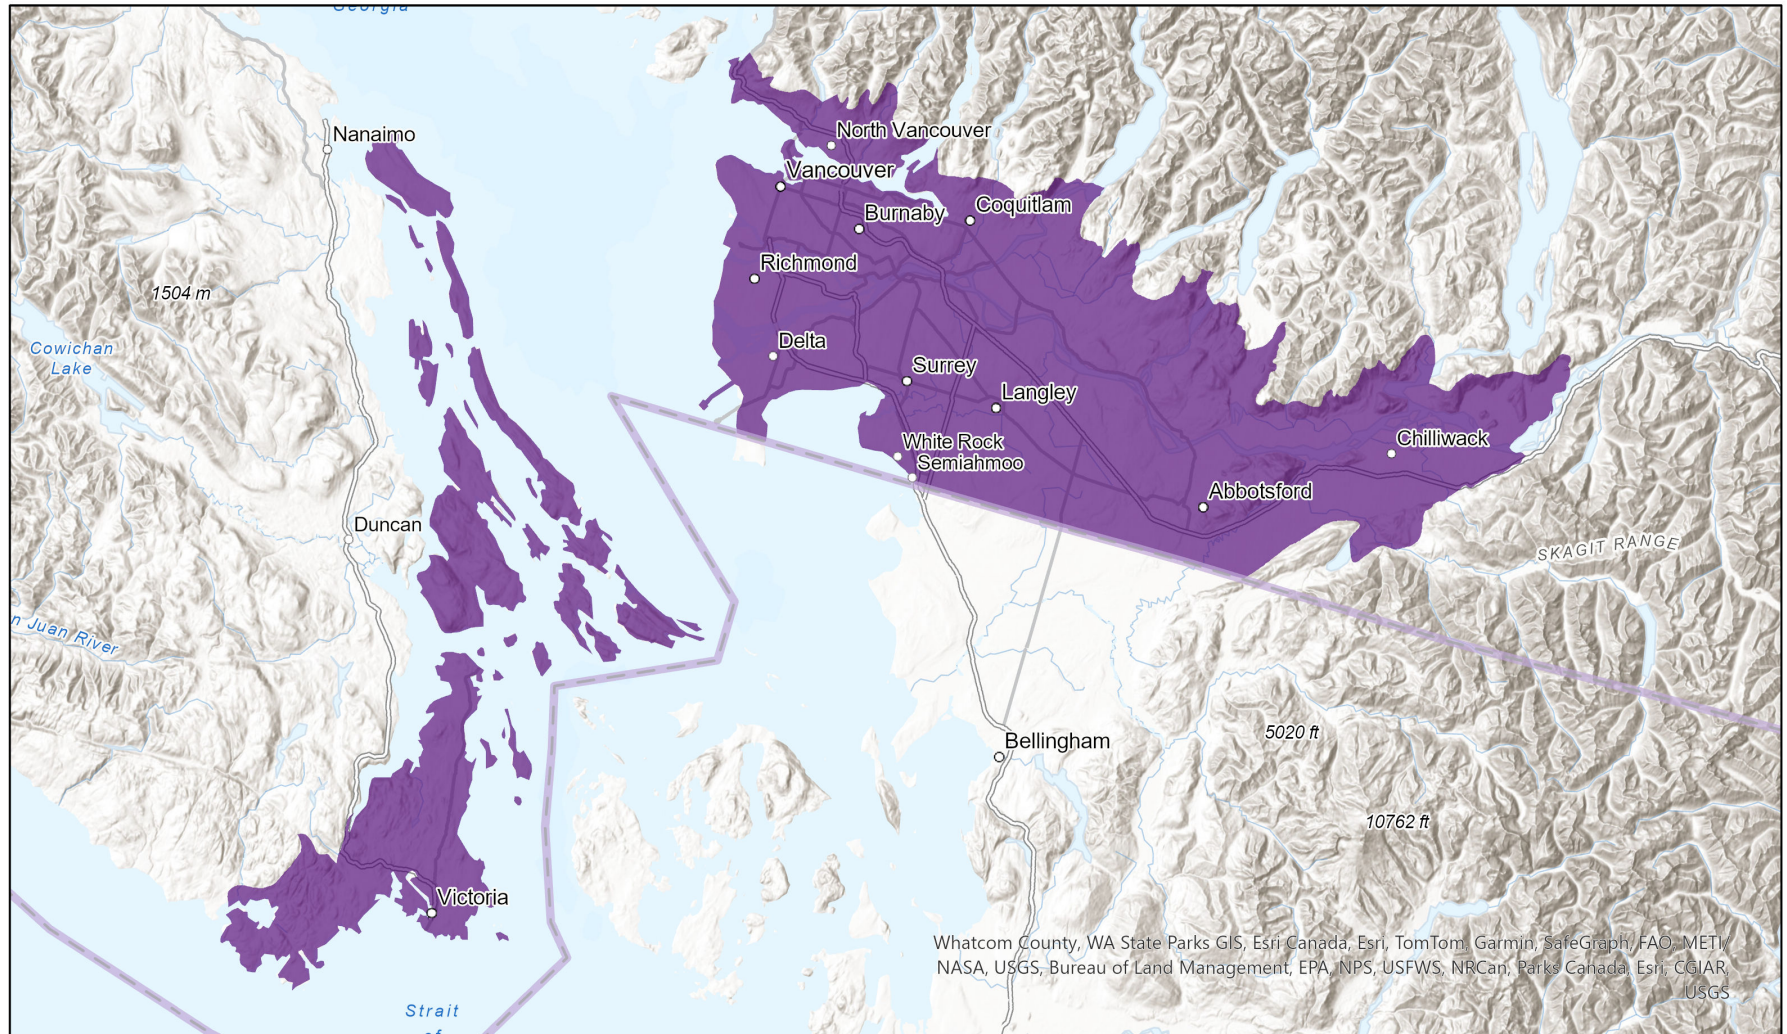 Georgia
Nanaimo
North Vancouver
Vancouver
Coquitlam
Burnaby
Richmond
1504 m
Delta
Cowichan
Lake
Surrey
Langley
White Rock
Semiahmoo
Chilliwack
Abbotsford
Duncan
SKAGIT RANGE
n Juan River
5020 ft
Bellingham
10762 ft
Victoria
Whatcom County, WA State Parks GIS, Esri Canada, Esri, TomTom, Garmin, SafeGraph, FAO, METI/
NASA, USGS, Bureau of Land Management, EPA, NPS, USFWS, NRCan, Parks Canada, Esri, CGIAR,
USGS
Strait
of